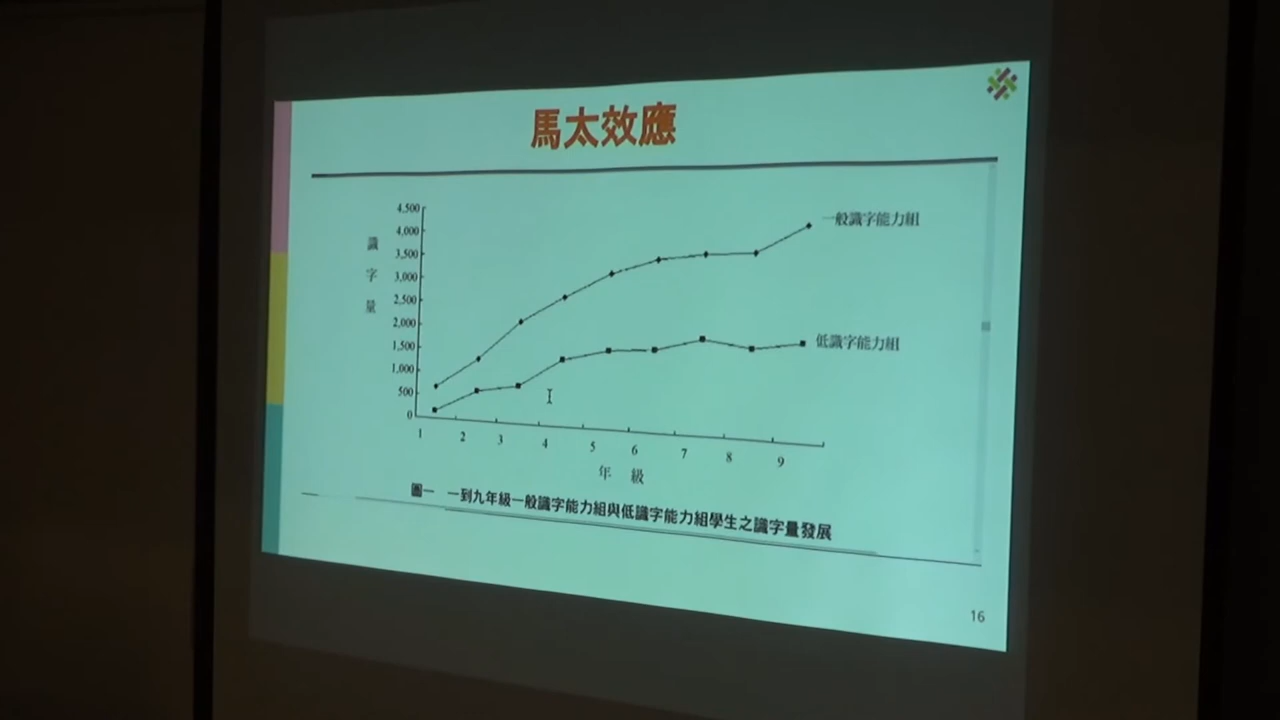 馬太效應
識字量
4,500
4,000
3,500
3,000
2,500
2,000
1,500
1,000
500
0
一般識字能力組
低識字能力組
1 2 3 4 5 6 7 8 9
年 級
圖一 一到九年級一般識字能力組與低識字能力組學生之識字量發展
16